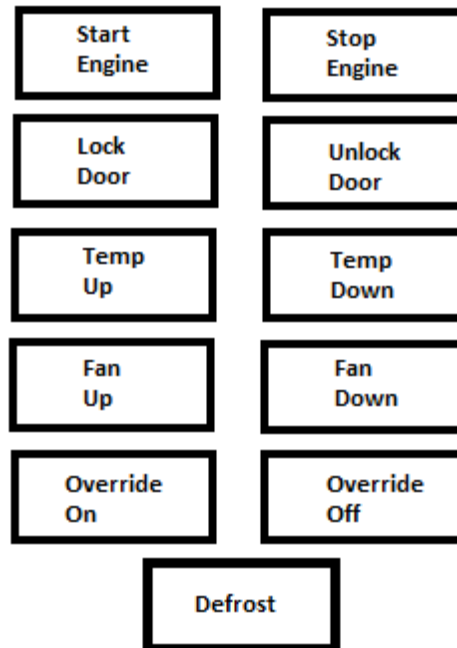 Start
Engine
Stop
Engine
Lock
Door
Unlock
Door
Temp
Up
Temp
Down
Fan
Up
Fan
Down
Override
On
Override
Off
Defrost